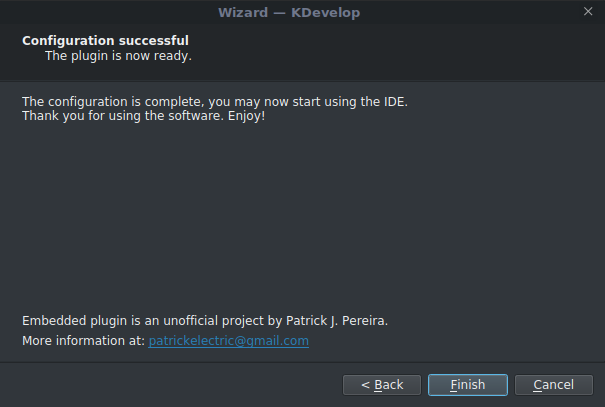 Wizard — KDevelop
Configuration successful
The plugin is now ready.
The configuration is complete, you may now start using the IDE.
Thank you for using the software. Enjoy!
Embedded plugin is an unofficial project by Patrick J. Pereira.
More information at: patrickelectric@gmail.com
< Back Finish Cancel